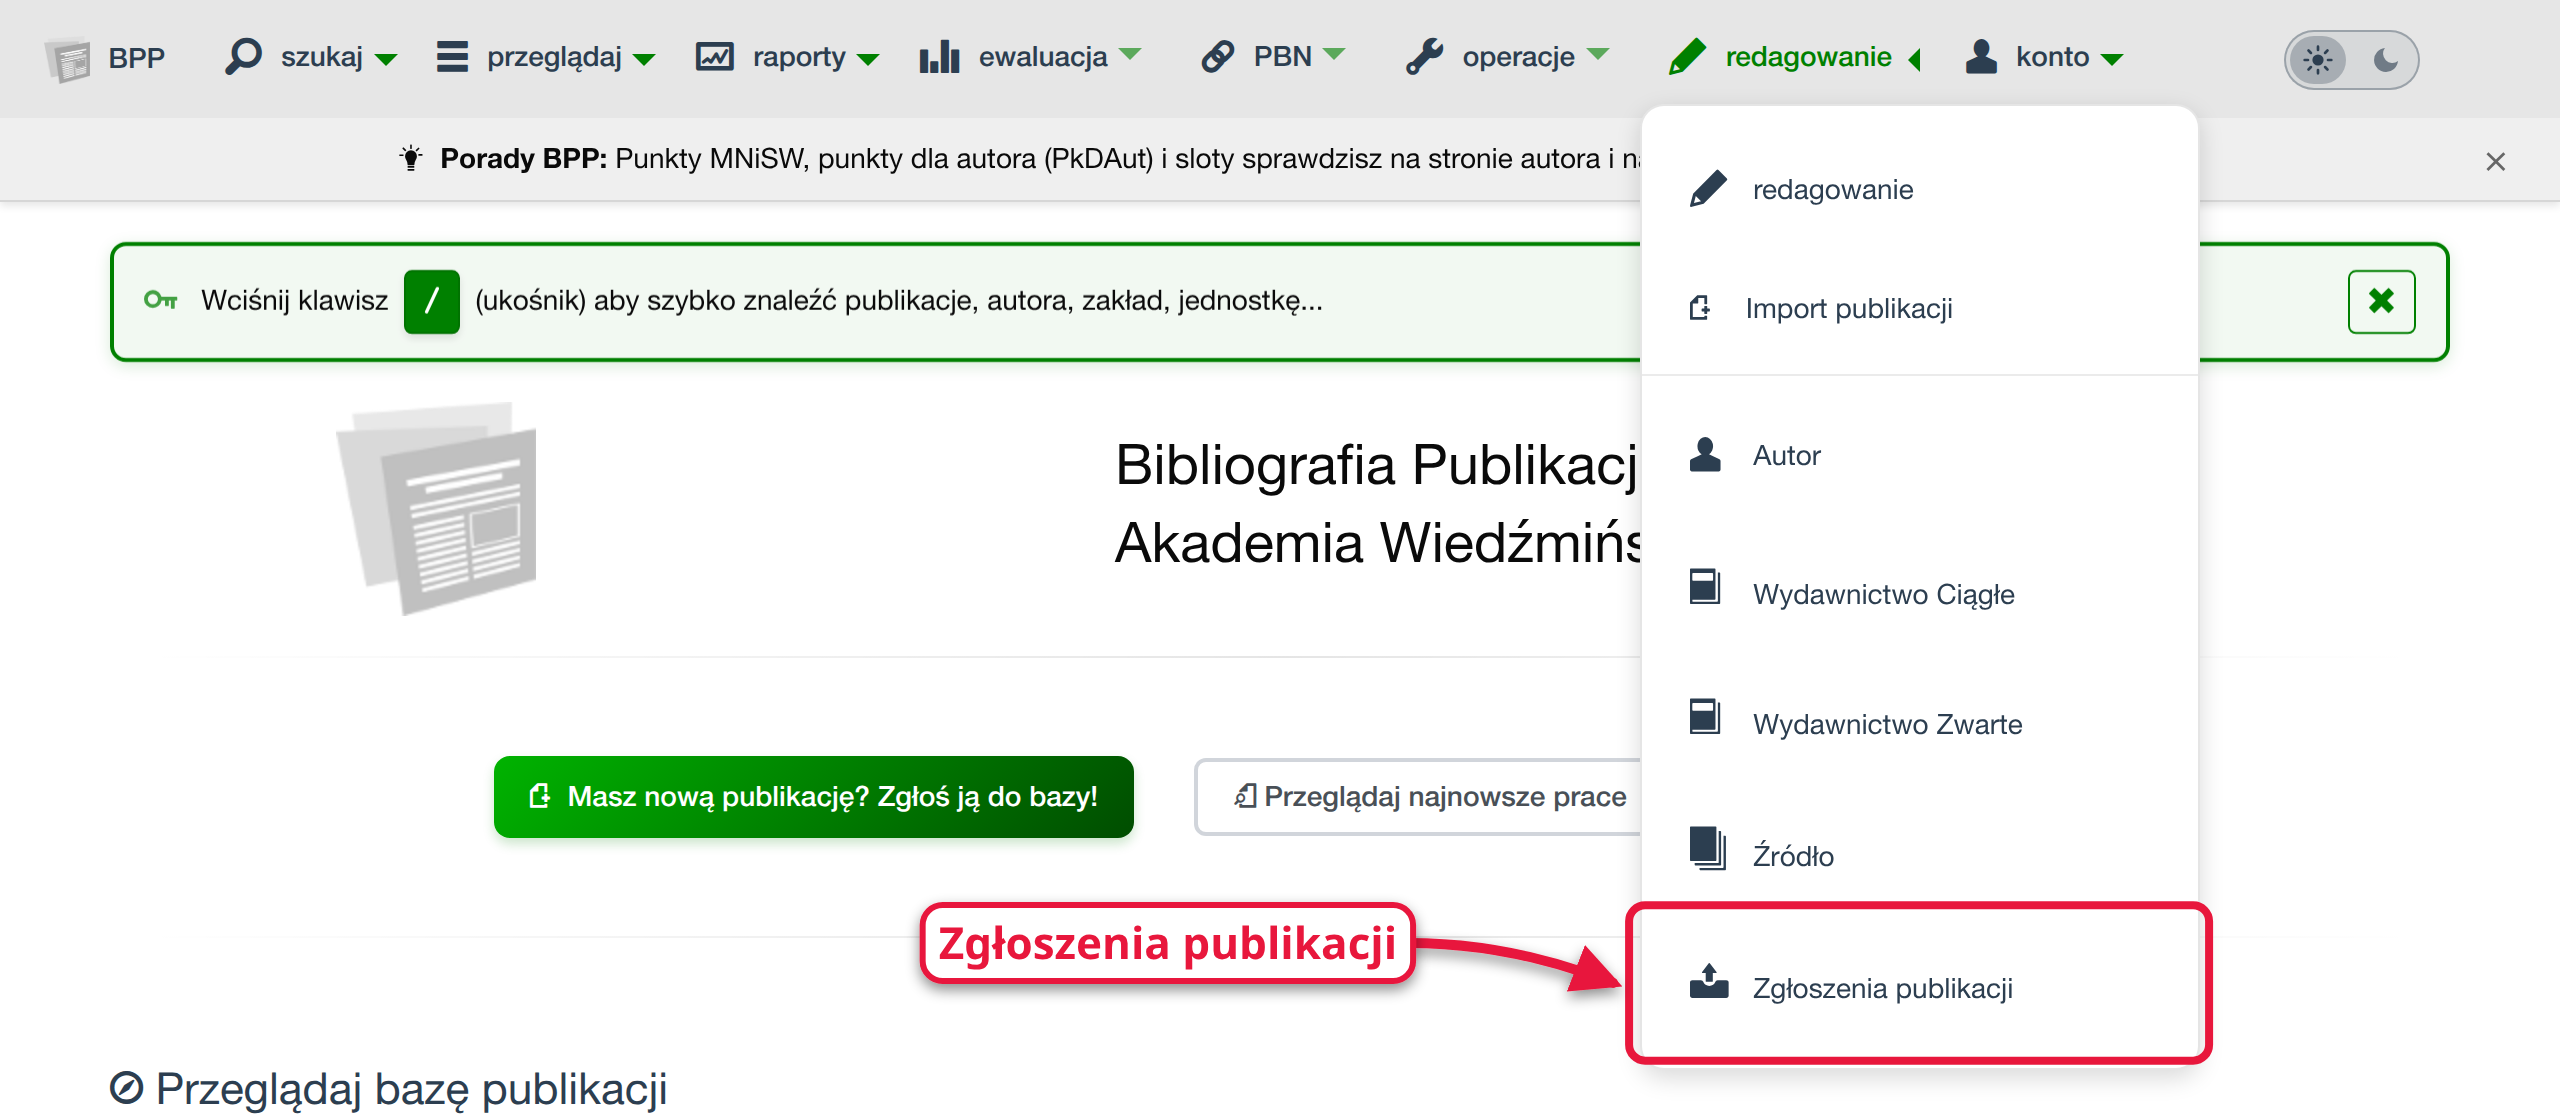 BPP szukaj przeglądaj raporty ewaluacja PBN operacje redagowanie konto
Porady BPP: Punkty MNiSW, punkty dla autora (PkDAut) i sloty sprawdzisz na stronie autora i
Wciśnij klawisz / (ukośnik) aby szybko znaleźć publikacje, autora, zakład, jednostkę...
Bibliografia Publikacj
Akademia Wiedźmińs
Masz nową publikację? Zgłoś ją do bazy!
Przeglądaj najnowsze prace
redagowanie
Import publikacji
Autor
Wydawnictwo Ciągłe
Wydawnictwo Zwarte
Źródło
Zgłoszenia publikacji
Zgłoszenia publikacji
Przeglądaj bazę publikacji